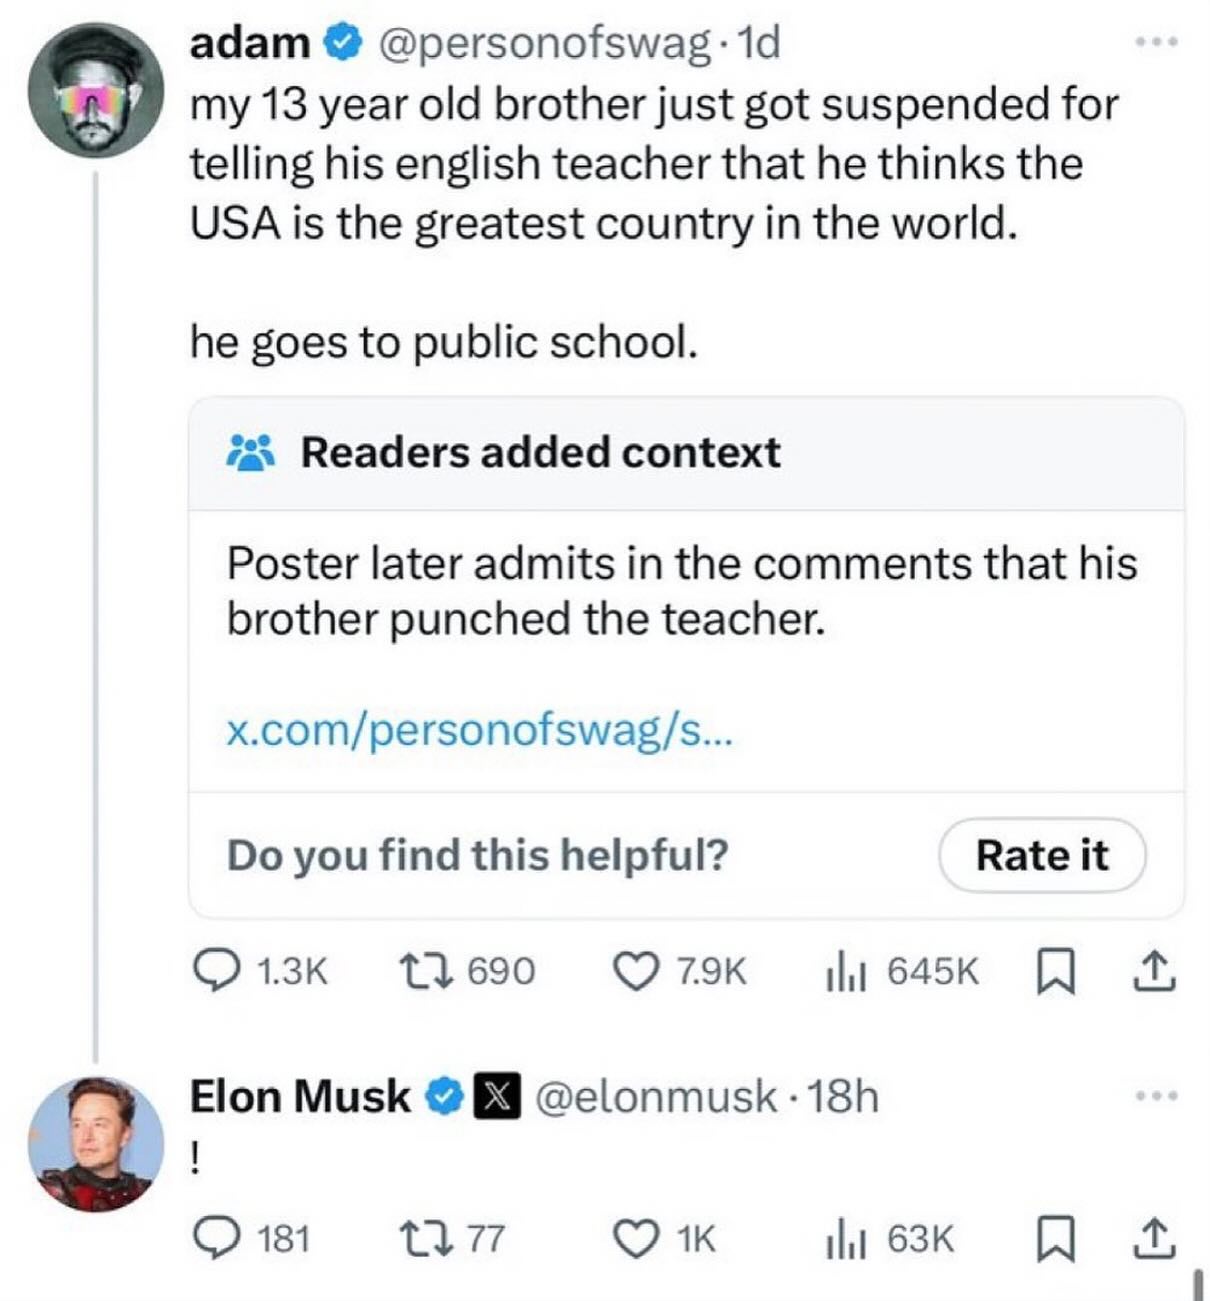 adam @personofswag · 1d
my 13 year old brother just got suspended for
telling his english teacher that he thinks the
USA is the greatest country in the world.
he goes to public school.
Readers added context
Poster later admits in the comments that his
brother punched the teacher.
x.com/personofswag/s...
Do you find this helpful?
Rate it
1.3K 690 7.9K 645K
Elon Musk X @elonmusk · 18h
!
181 77 1K 63K